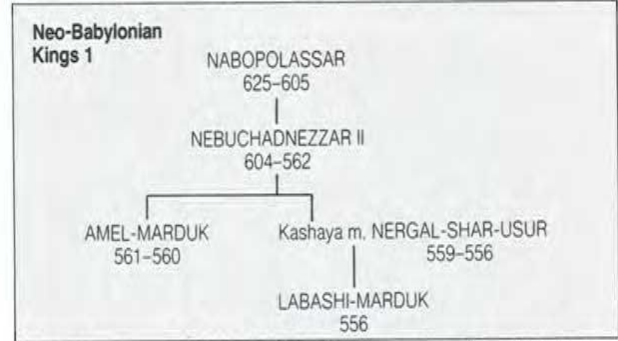 Neo-Babylonian
Kings 1
NABOPOLASSAR
625–605
NEBUCHADNEZZAR II
604–562
AMEL-MARDUK
561–560
Kashaya m. NERGAL-SHAR-USUR
559–556
LABASHI-MARDUK
556